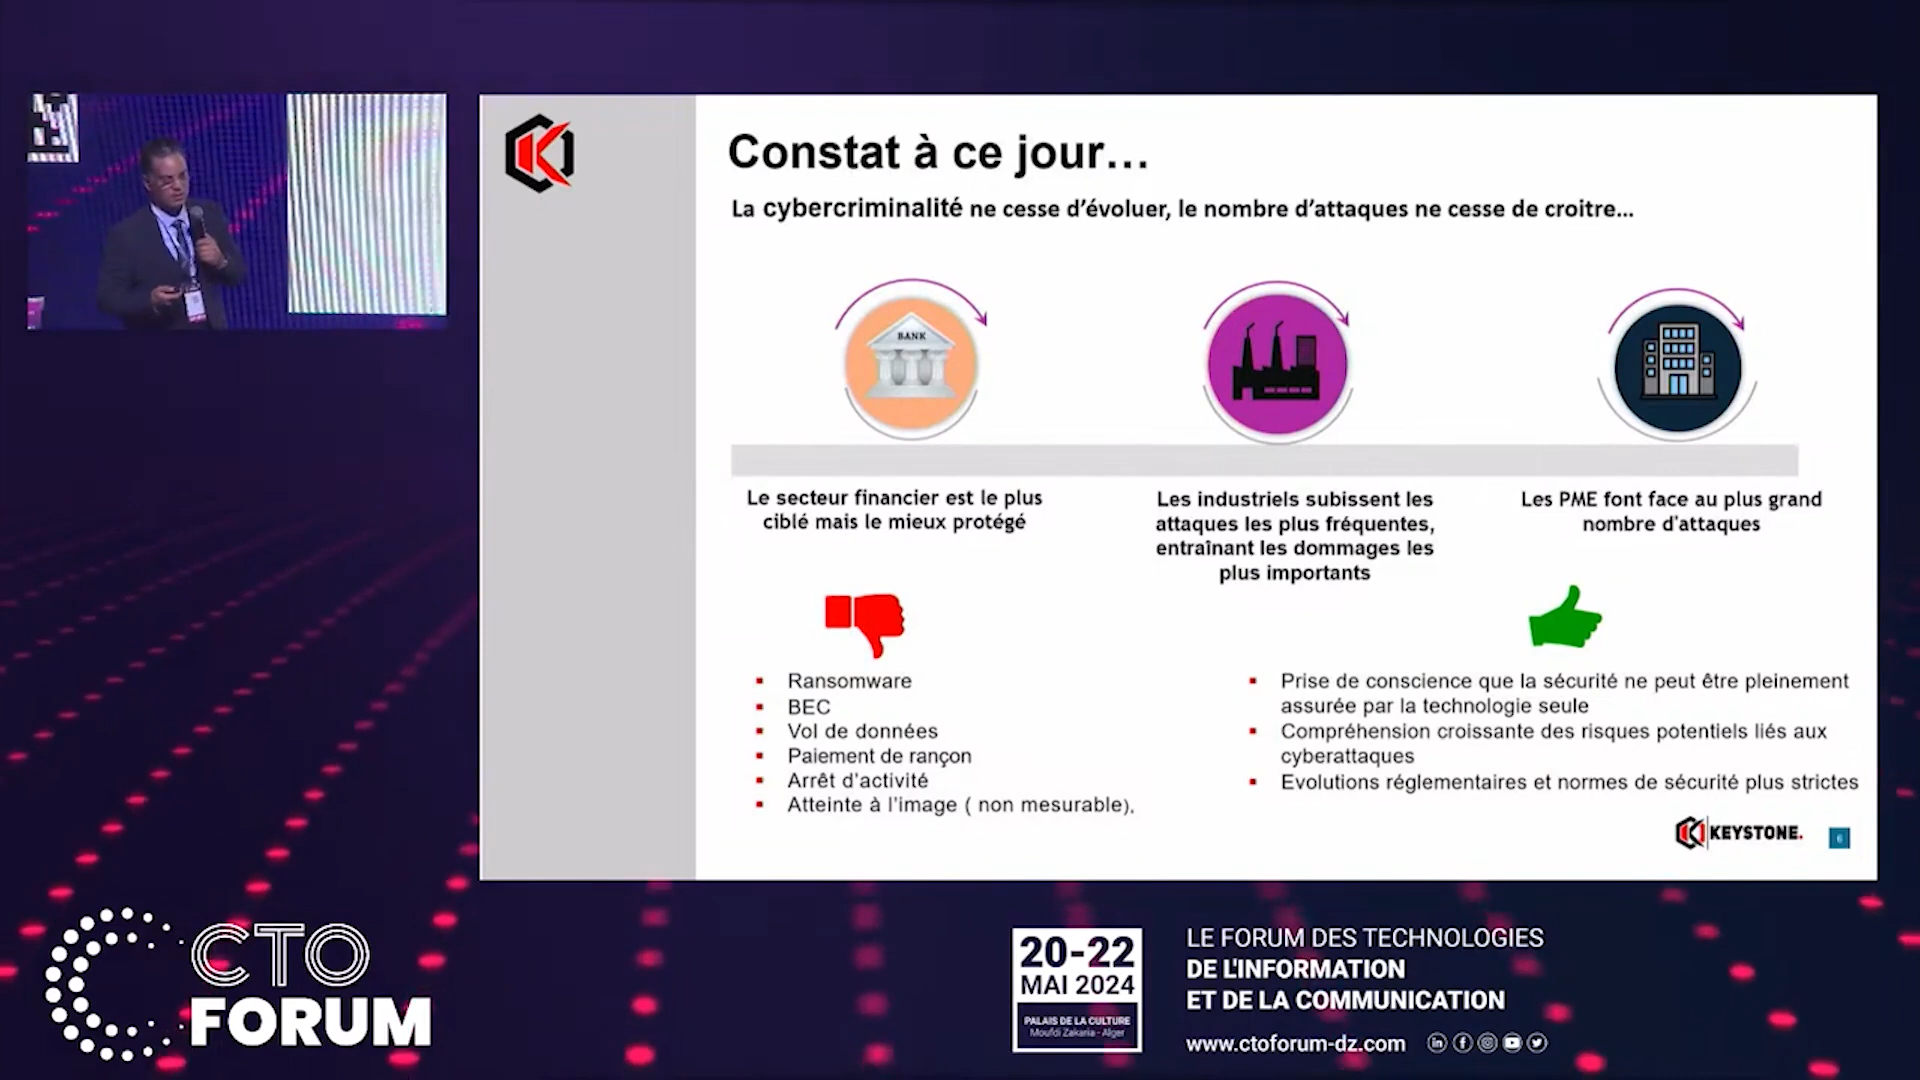 Constat à ce jour…
La cybercriminalité ne cesse d'évoluer, le nombre d'attaques ne cesse de croitre…
BANK
Le secteur financier est le plus
ciblé mais le mieux protégé
Les industriels subissent les
attaques les plus fréquentes,
entraînant les dommages les
plus importants
Les PME font face au plus grand
nombre d'attaques
Ransomware
BEC
Vol de données
Paiement de rançon
Arrêt d'activité
Atteinte à l'image ( non mesurable).
Prise de conscience que la sécurité ne peut être pleinement
assurée par la technologie seule
Compréhension croissante des risques potentiels liés aux
cyberattaques
Evolutions réglementaires et normes de sécurité plus strictes
KEYSTONE.
6
CTO
FORUM
20-22
MAI 2024
PALAIS DE LA CULTURE
Moufdi Zakaria - Alger
LE FORUM DES TECHNOLOGIES
DE L'INFORMATION
ET DE LA COMMUNICATION
www.ctoforum-dz.com